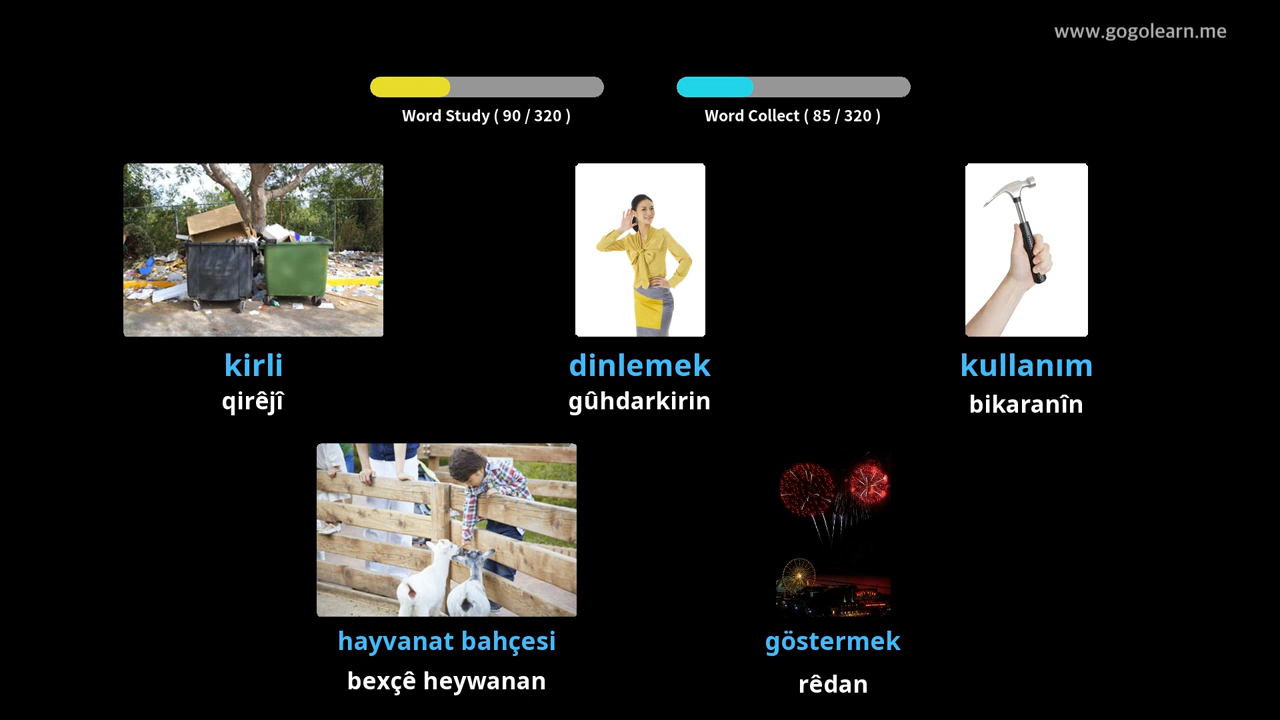 www.gogolearn.me
Word Study ( 90 / 320 )
Word Collect ( 85 / 320 )
kirli
qirêjî
dinlemek
gûhdarkirin
kullanım
bikaranîn
hayvanat bahçesi
bexçê heywanan
göstermek
rêdan